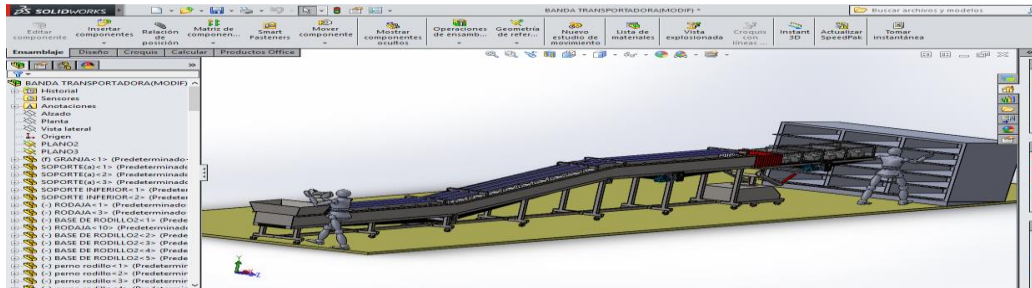 SOLIDWORKS
BANDA TRANSPORTADORA(MODIF) *
Buscar archivos y modelos
Editar componente
Insertar componentes
Relación de posición
Matriz de componen...
Smart Fasteners
Mover componente
Mostrar componentes ocultos
Operaciones de ensamb...
Geometría de refer...
Nuevo estudio de movimiento
Lista de materiales
Vista explosionada
Croquis con líneas ...
Instant 3D
Actualizar SpeedPak
Tomar instantánea
Ensamblaje Diseño Croquis Calcular Productos Office
BANDA TRANSPORTADORA(MODIF)
Historial
Sensores
Anotaciones
Alzado
Planta
Vista lateral
Origen
PLANO2
PLANO3
(f) GRANJA<1> (Predeterminado
SOPORTE(a)<1> (Predeterminado
SOPORTE(a)<2> (Predeterminado
SOPORTE(a)<3> (Predeterminado
SOPORTE INFERIOR<1> (Predeter
SOPORTE INFERIOR<2> (Predeter
(-) RODAJA<1> (Predeterminado
(-) RODAJA<3> (Predeterminado
(-) BASE DE RODILLO2<1> (Prede
(-) RODAJA<10> (Predeterminado
(-) BASE DE RODILLO2<2> (Prede
(-) BASE DE RODILLO2<3> (Prede
(-) BASE DE RODILLO2<4> (Prede
(-) BASE DE RODILLO2<5> (Prede
(-) perno rodillo<1> (Predetermir
(-) perno rodillo<2> (Predetermir
(-) perno rodillo<3> (Predetermir